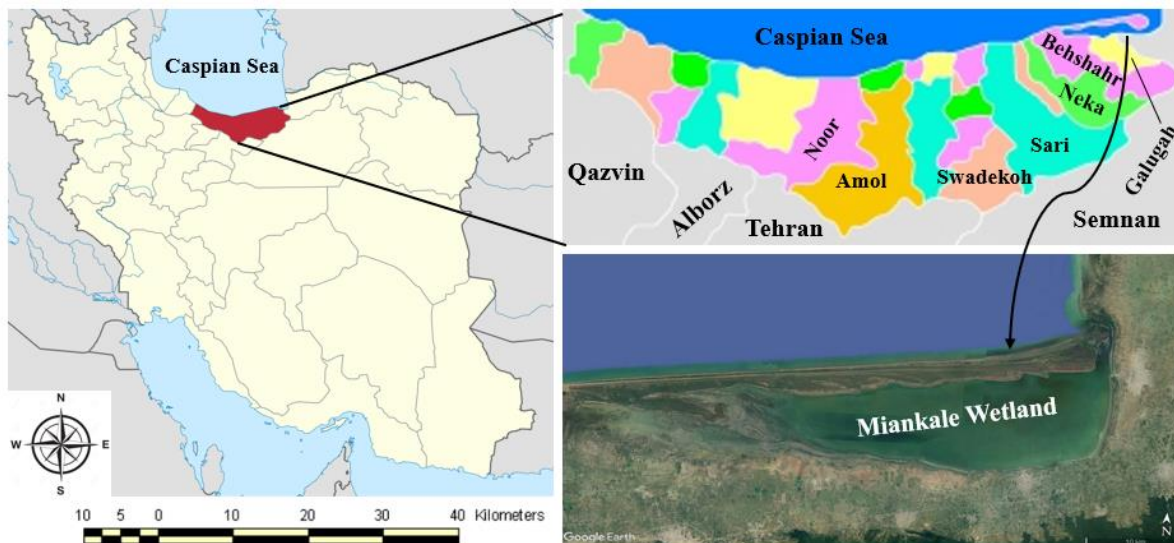 Caspian Sea
N
W
E
S
10 5 0 10 20 30 40 Kilometers
Caspian Sea
Behshahr
Neka
Galugah
Sari
Noor
Amol
Swadekoh
Qazvin
Alborz
Tehran
Semnan
Miankale Wetland
Google Earth
N